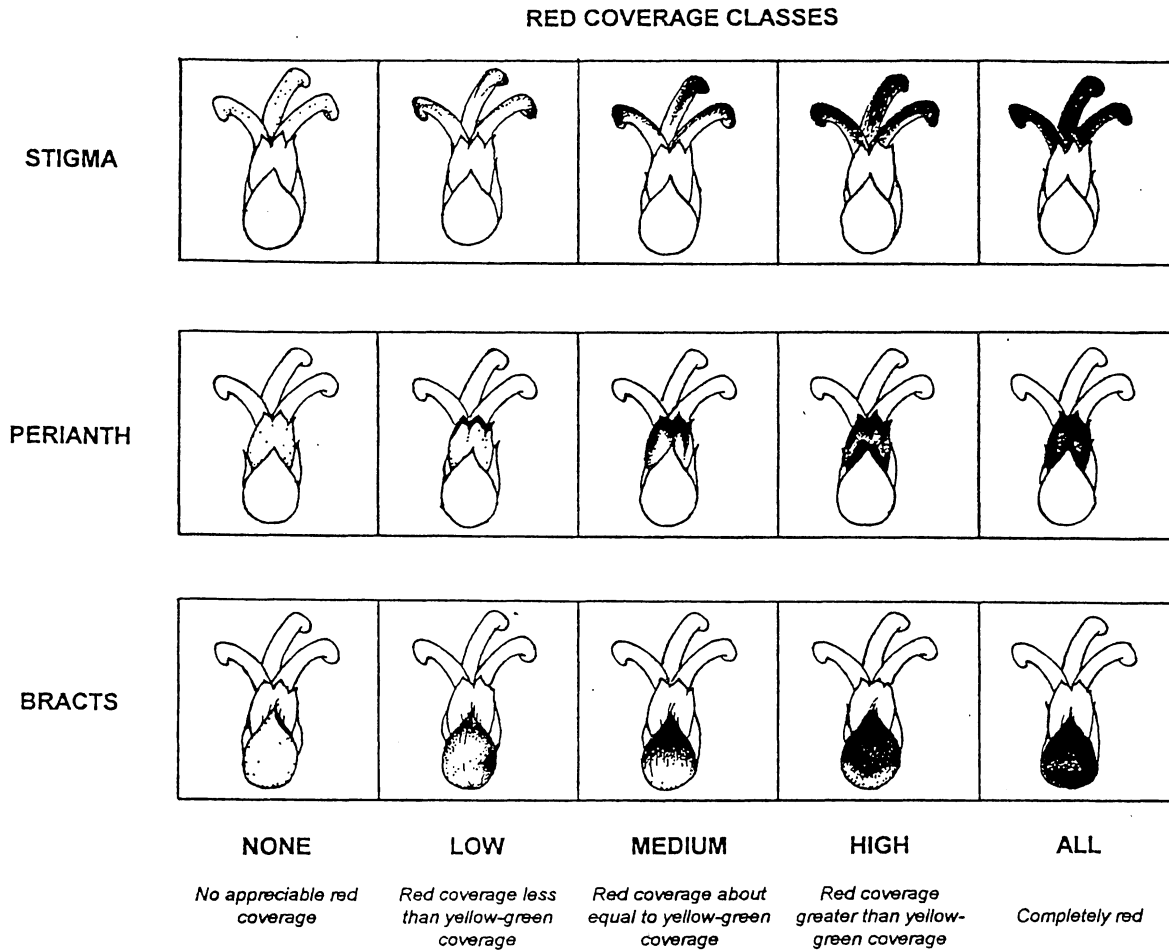 RED COVERAGE CLASSES
STIGMA
PERIANTH
BRACTS
NONE
LOW
MEDIUM
HIGH
ALL
No appreciable red
coverage
Red coverage less
than yellow-green
coverage
Red coverage about
equal to yellow-green
coverage
Red coverage
greater than yellow-
green coverage
Completely red